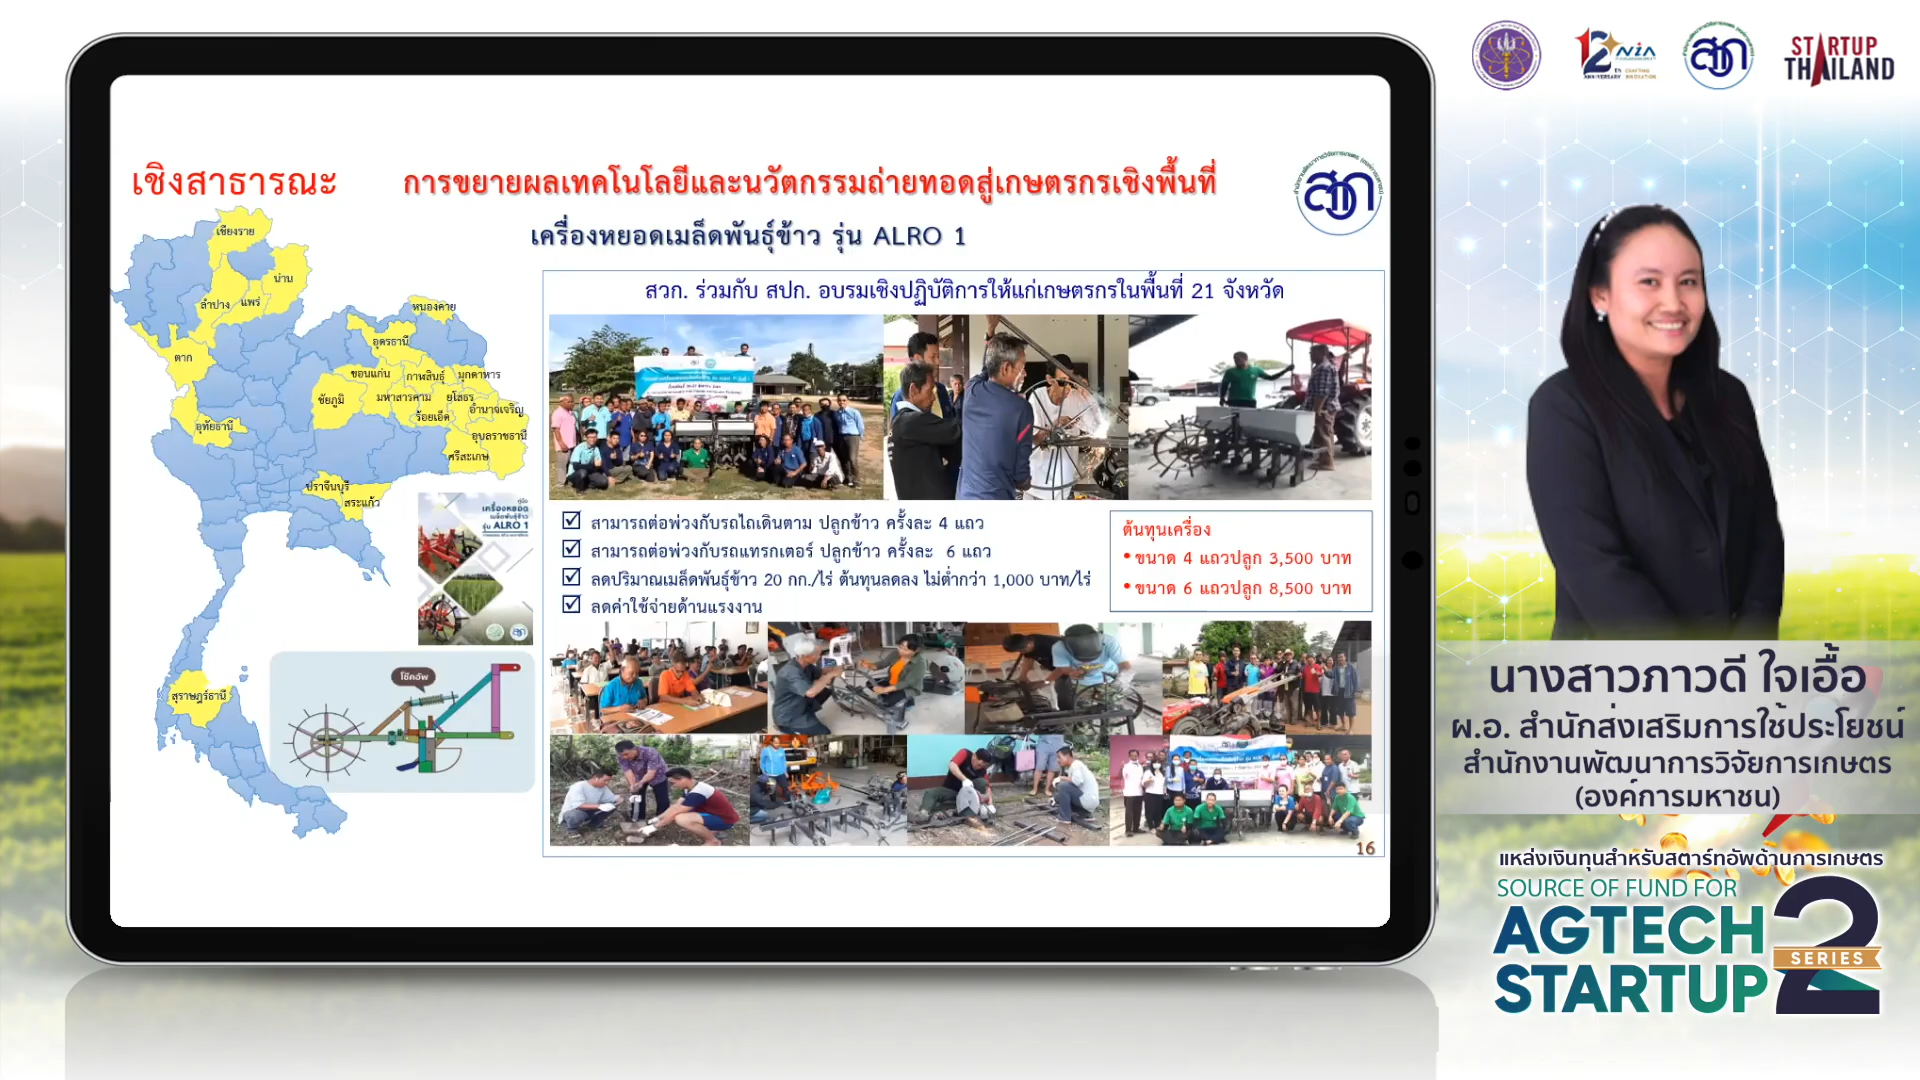 เชิงสาธารณะ
การขยายผลเทคโนโลยีและนวัตกรรมถ่ายทอดสู่เกษตรกรเชิงพื้นที่
เครื่องหยอดเมล็ดพันธุ์ข้าว รุ่น ALRO 1
สวก.
สวก. ร่วมกับ สปก. อบรมเชิงปฏิบัติการให้แก่เกษตรกรในพื้นที่ 21 จังหวัด
เชียงราย
น่าน
ลำปาง
แพร่
หนองคาย
อุดรธานี
ตาก
ขอนแก่น
กาฬสินธุ์
มุกดาหาร
ชัยภูมิ
มหาสารคาม
ยโสธร
ร้อยเอ็ด
อำนาจเจริญ
อุทัยธานี
อุบลราชธานี
ศรีสะเกษ
ปราจีนบุรี
สระแก้ว
สุราษฎร์ธานี
คู่มือ
เครื่องหยอด
เมล็ดพันธุ์ข้าว
รุ่น ALRO 1
โช๊คอัพ
สามารถต่อพ่วงกับรถไถเดินตาม ปลูกข้าว ครั้งละ 4 แถว
สามารถต่อพ่วงกับรถแทรกเตอร์ ปลูกข้าว ครั้งละ 6 แถว
ลดปริมาณเมล็ดพันธุ์ข้าว 20 กก./ไร่ ต้นทุนลดลง ไม่ต่ำกว่า 1,000 บาท/ไร่
ลดค่าใช้จ่ายด้านแรงงาน
ต้นทุนเครื่อง
• ขนาด 4 แถวปลูก 3,500 บาท
• ขนาด 6 แถวปลูก 8,500 บาท
16
12 NIA
TH
ANNIVERSARY
สวก.
STARTUP
THAILAND
นางสาวภาวดี ใจเอื้อ
ผ.อ. สำนักส่งเสริมการใช้ประโยชน์
สำนักงานพัฒนาการวิจัยการเกษตร
(องค์การมหาชน)
แหล่งเงินทุนสำหรับสตาร์ทอัพด้านการเกษตร
SOURCE OF FUND FOR
AGTECH
STARTUP
2
SERIES